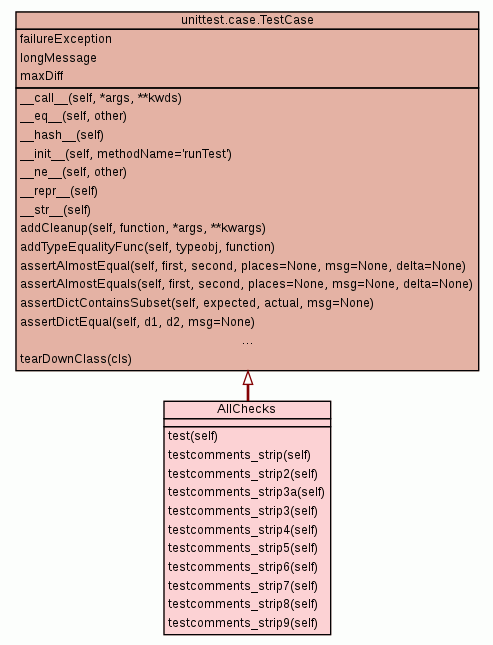 unittest.case.TestCase
failureException
longMessage
maxDiff
__call__(self, *args, **kwds)
__eq__(self, other)
__hash__(self)
__init__(self, methodName='runTest')
__ne__(self, other)
__repr__(self)
__str__(self)
addCleanup(self, function, *args, **kwargs)
addTypeEqualityFunc(self, typeobj, function)
assertAlmostEqual(self, first, second, places=None, msg=None, delta=None)
assertAlmostEquals(self, first, second, places=None, msg=None, delta=None)
assertDictContainsSubset(self, expected, actual, msg=None)
assertDictEqual(self, d1, d2, msg=None)
...
tearDownClass(cls)
AllChecks
test(self)
testcomments_strip(self)
testcomments_strip2(self)
testcomments_strip3a(self)
testcomments_strip3(self)
testcomments_strip4(self)
testcomments_strip5(self)
testcomments_strip6(self)
testcomments_strip7(self)
testcomments_strip8(self)
testcomments_strip9(self)